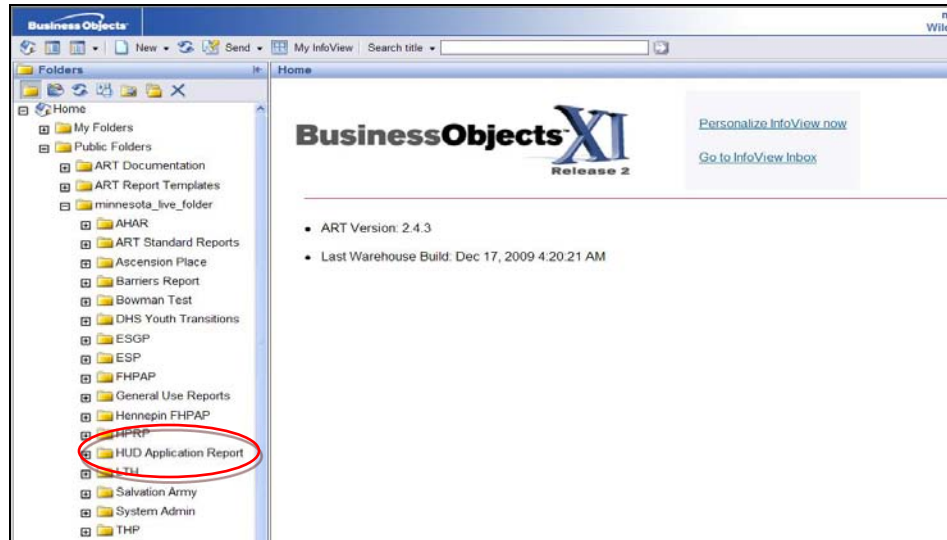 Business Objects
New Send My InfoView Search title
Folders
Home
Home
My Folders
Public Folders
ART Documentation
ART Report Templates
minnesota_live_folder
AHAR
ART Standard Reports
Ascension Place
Barriers Report
Bowman Test
DHS Youth Transitions
ESGP
ESP
FHPAP
General Use Reports
Hennepin FHPAP
HPRP
HUD Application Report
LTH
Salvation Army
System Admin
THP
BusinessObjects XI
Release 2
Personalize InfoView now
Go to InfoView Inbox
• ART Version: 2.4.3
• Last Warehouse Build: Dec 17, 2009 4:20:21 AM